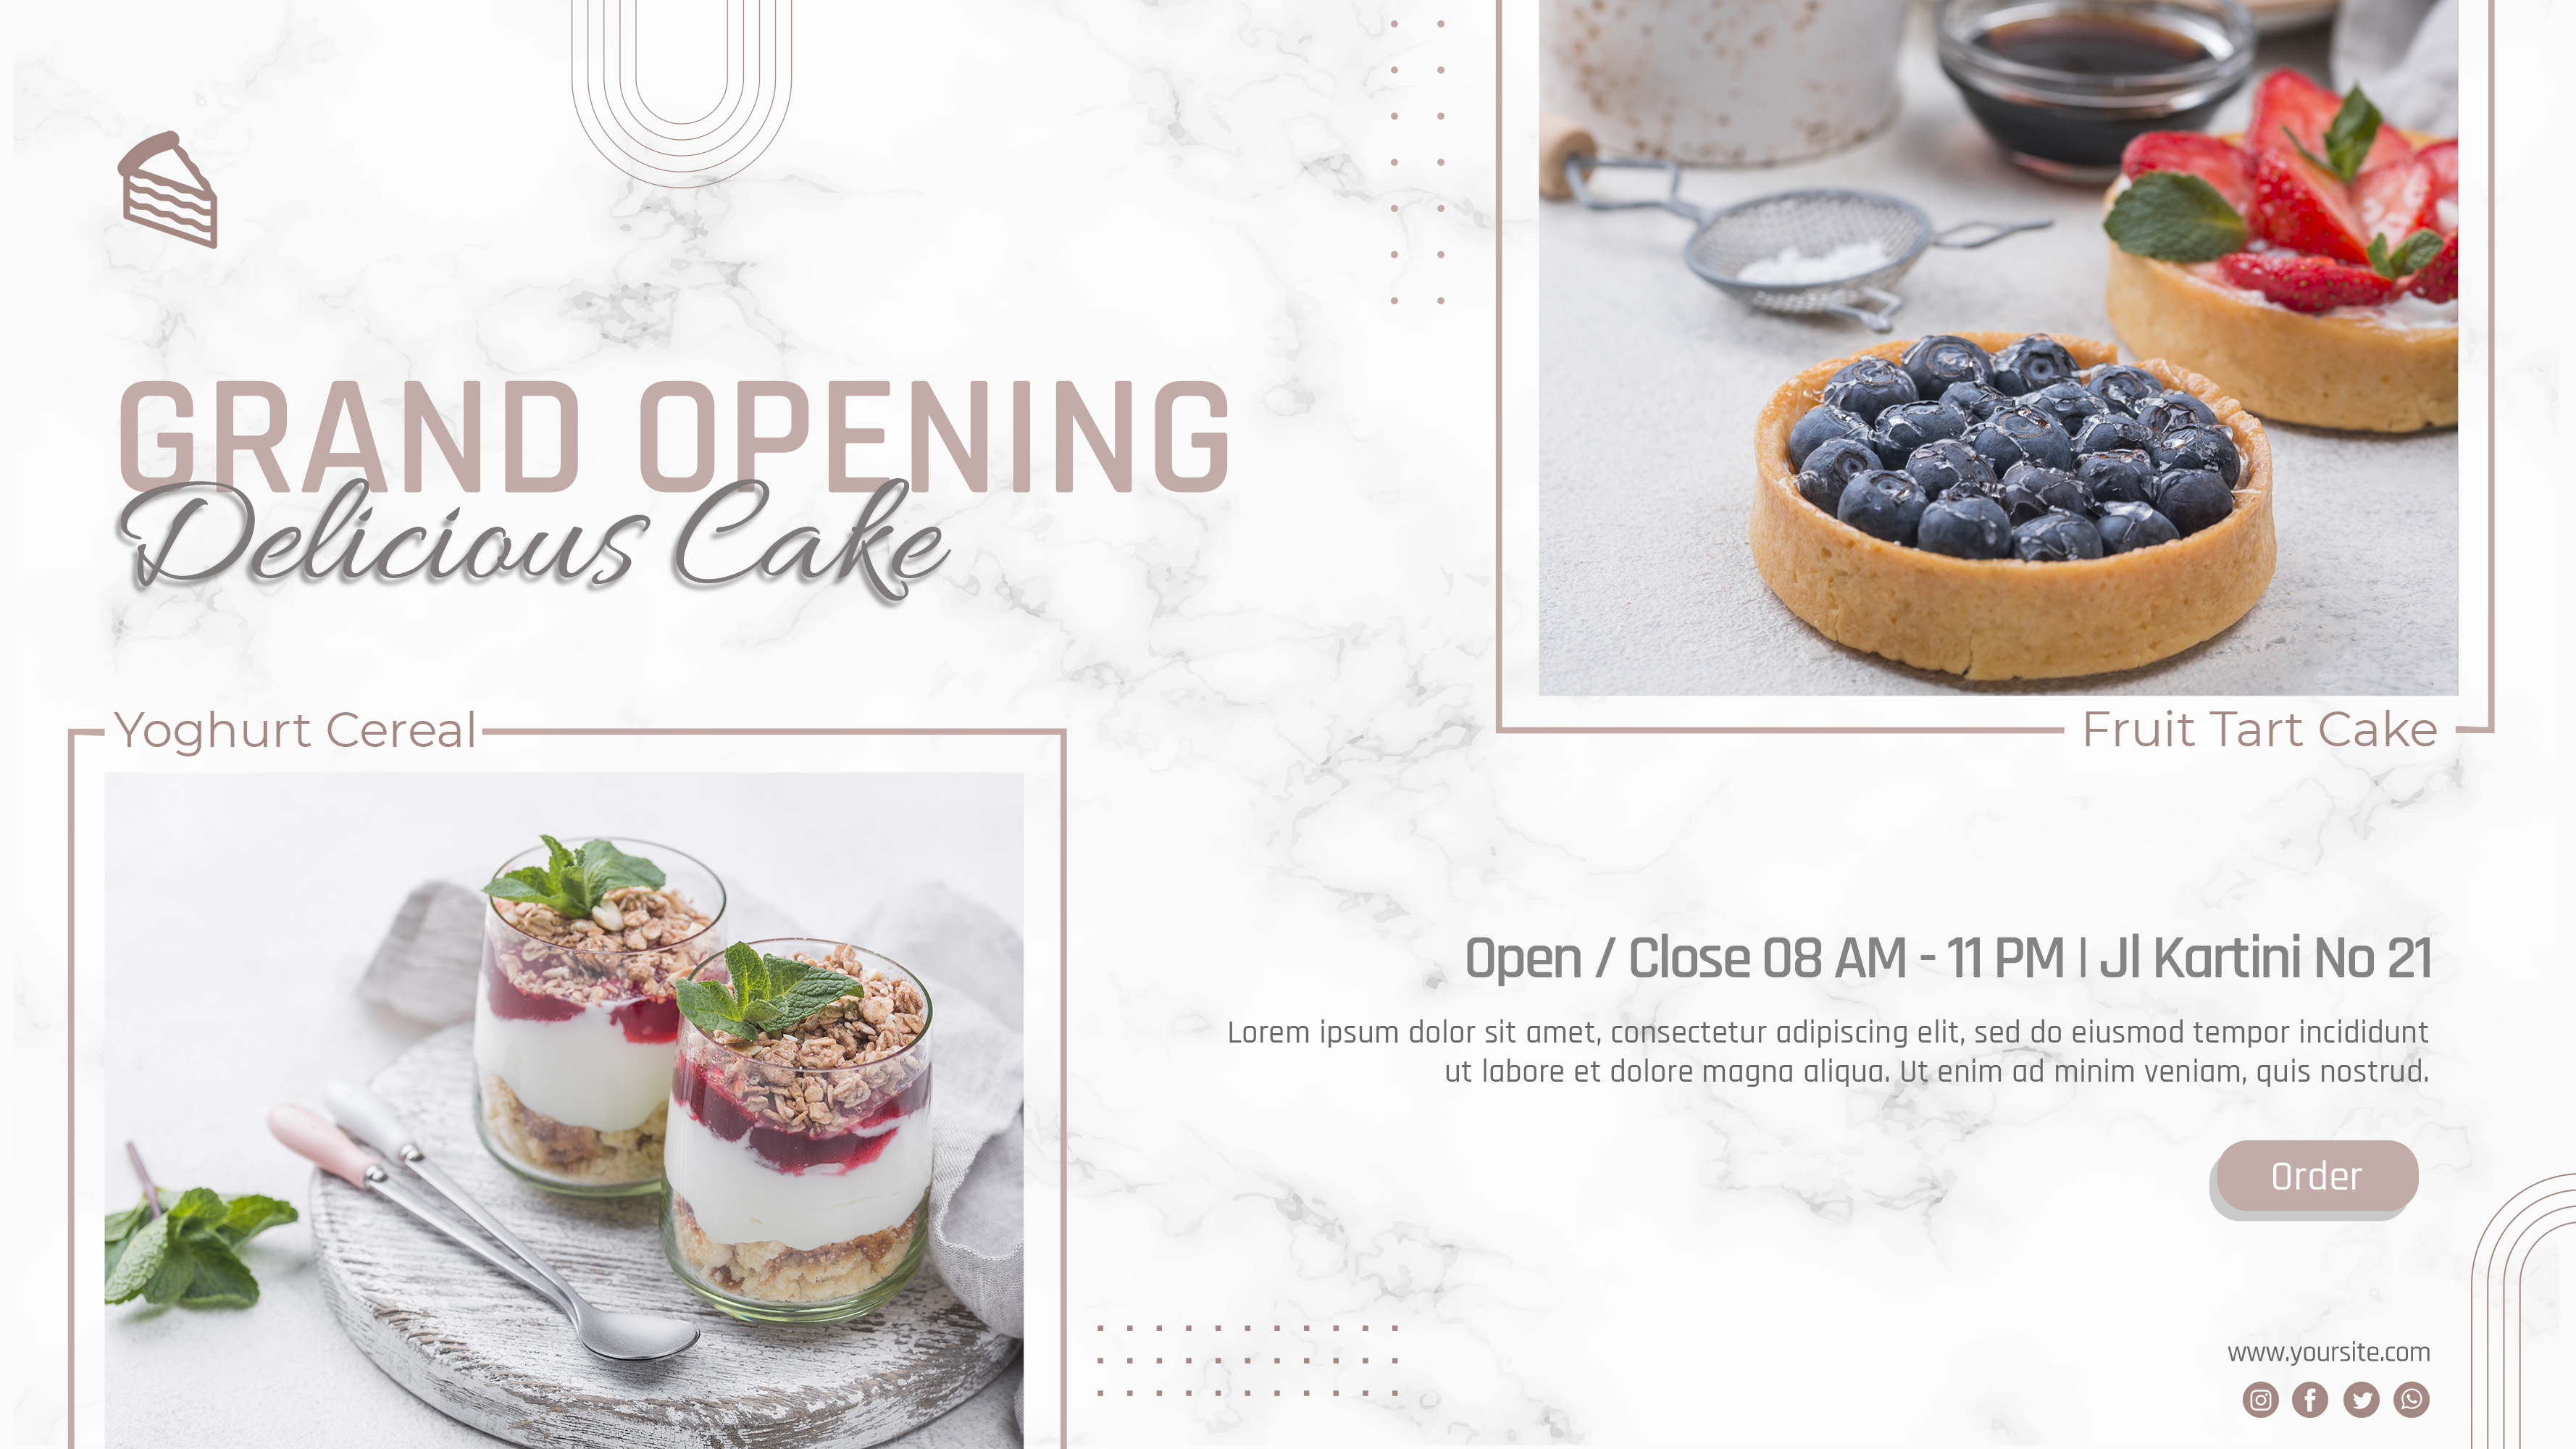 GRAND OPENING
Delicious Cake
Yoghurt Cereal
Fruit Tart Cake
Open / Close 08 AM - 11 PM | Jl Kartini No 21
Lorem ipsum dolor sit amet, consectetur adipiscing elit, sed do eiusmod tempor incididunt
ut labore et dolore magna aliqua. Ut enim ad minim veniam, quis nostrud.
Order
www.yoursite.com